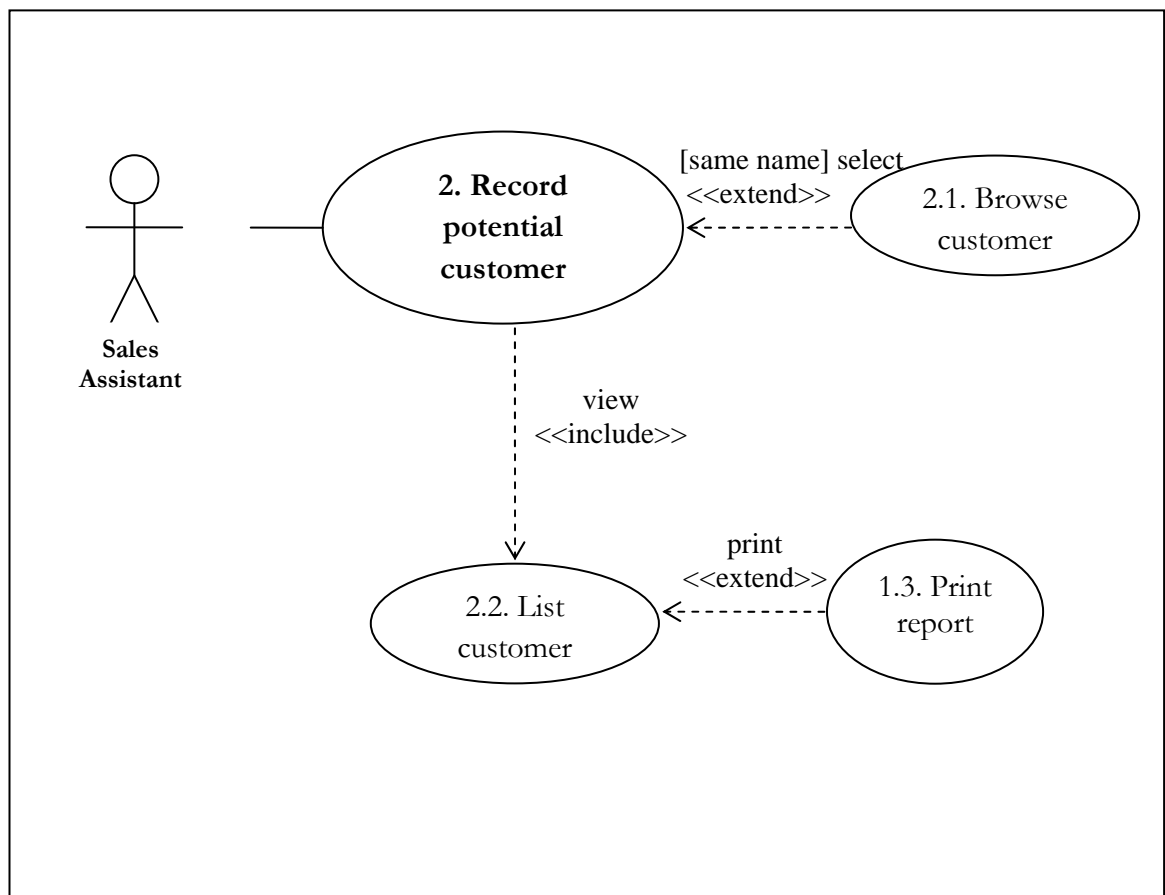 2. Record
potential
customer
[same name] select
<<extend>>
2.1. Browse
customer
Sales
Assistant
view
<<include>>
2.2. List
customer
print
<<extend>>
1.3. Print
report